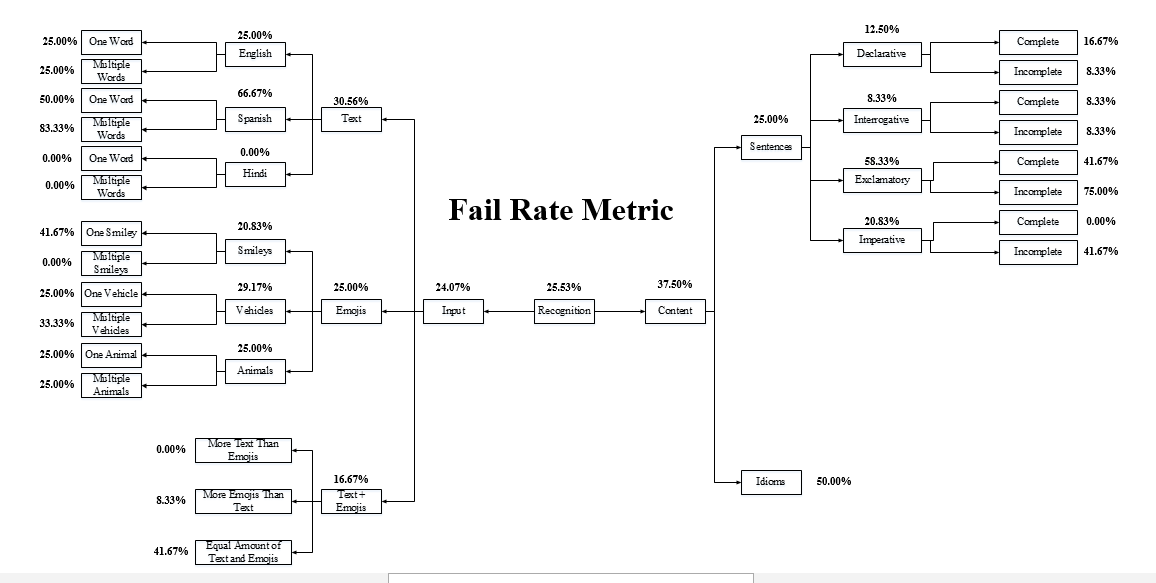 Fail Rate Metric
25.53%
Recognition
24.07%
Input
30.56%
Text
25.00%
English
25.00%
One Word
25.00%
Multiple
Words
66.67%
Spanish
50.00%
One Word
83.33%
Multiple
Words
0.00%
Hindi
0.00%
One Word
0.00%
Multiple
Words
25.00%
Emojis
20.83%
Smileys
41.67%
One Smiley
0.00%
Multiple
Smileys
29.17%
Vehicles
25.00%
One Vehicle
33.33%
Multiple
Vehicles
25.00%
Animals
25.00%
One Animal
25.00%
Multiple
Animals
16.67%
Text +
Emojis
0.00%
More Text Than
Emojis
8.33%
More Emojis Than
Text
41.67%
Equal Amount of
Text and Emojis
37.50%
Content
25.00%
Sentences
12.50%
Declarative
Complete
16.67%
Incomplete
8.33%
8.33%
Interrogative
Complete
8.33%
Incomplete
8.33%
58.33%
Exclamatory
Complete
41.67%
Incomplete
75.00%
20.83%
Imperative
Complete
0.00%
Incomplete
41.67%
Idioms
50.00%